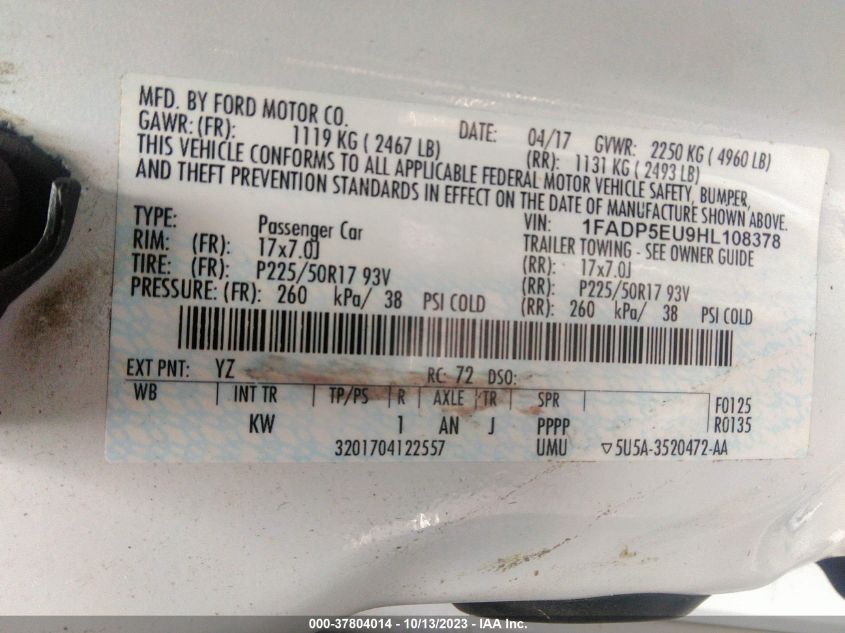 MFD. BY FORD MOTOR CO.
DATE: 04/17 GVWR: 2250 KG ( 4960 LB)
GAWR: (FR): 1119 KG ( 2467 LB) (RR): 1131 KG ( 2493 LB)
THIS VEHICLE CONFORMS TO ALL APPLICABLE FEDERAL MOTOR VEHICLE SAFETY, BUMPER,
AND THEFT PREVENTION STANDARDS IN EFFECT ON THE DATE OF MANUFACTURE SHOWN ABOVE.
VIN: 1FADP5EU9HL108378
TYPE: Passenger Car TRAILER TOWING - SEE OWNER GUIDE
RIM: (FR): 17x7.0J (RR): 17x7.0J
TIRE: (FR): P225/50R17 93V (RR): P225/50R17 93V
PRESSURE: (FR): 260 kPa/ 38 PSI COLD (RR): 260 kPa/ 38 PSI COLD
EXT PNT: YZ RC: 72 DSO:
WB INT TR TP/PS R AXLE TR SPR F0125
KW 1 AN J PPPP R0135
3201704122557 UMU ▽5U5A-3520472-AA
000-37804014 - 10/13/2023 - IAA Inc.